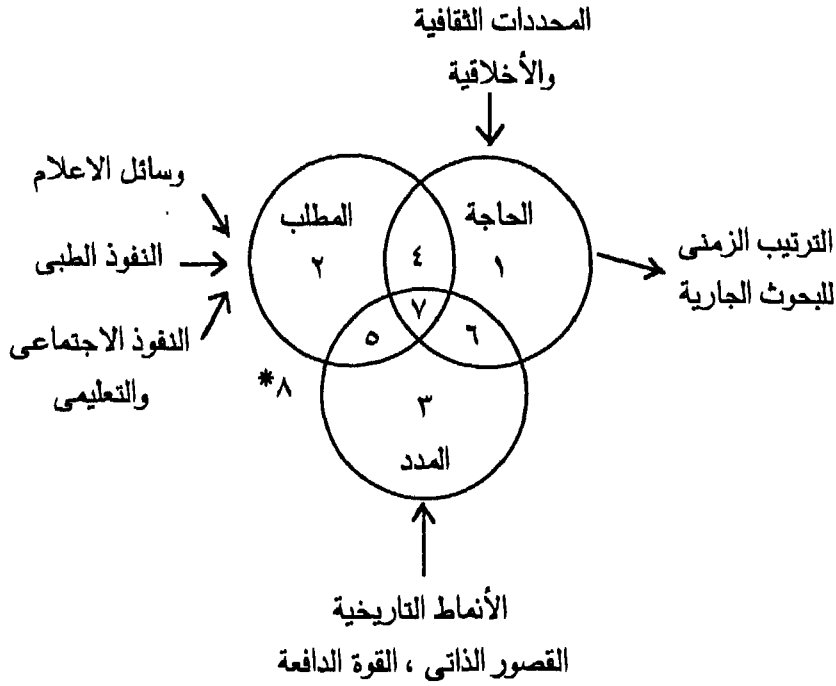 المحددات الثقافية
والأخلاقية
الحاجة
١
المطلب
٢
٤
٧
٦
٥
٣
المدد
*٨
الترتيب الزمنى
للبحوث الجارية
وسائل الاعلام
النفوذ الطبى
النفوذ الاجتماعى
والتعليمى
الأنماط التاريخية
القصور الذاتى ، القوة الدافعة